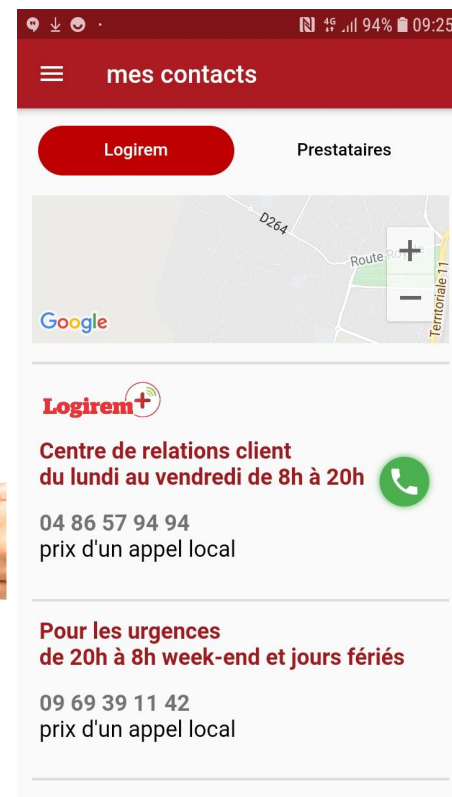 4G 94% 09:25
mes contacts
Logirem Prestataires
D264
Route Royale
Territoriale 11
+
−
Google
Logirem+
Centre de relations client
du lundi au vendredi de 8h à 20h
04 86 57 94 94
prix d'un appel local
Pour les urgences
de 20h à 8h week-end et jours fériés
09 69 39 11 42
prix d'un appel local